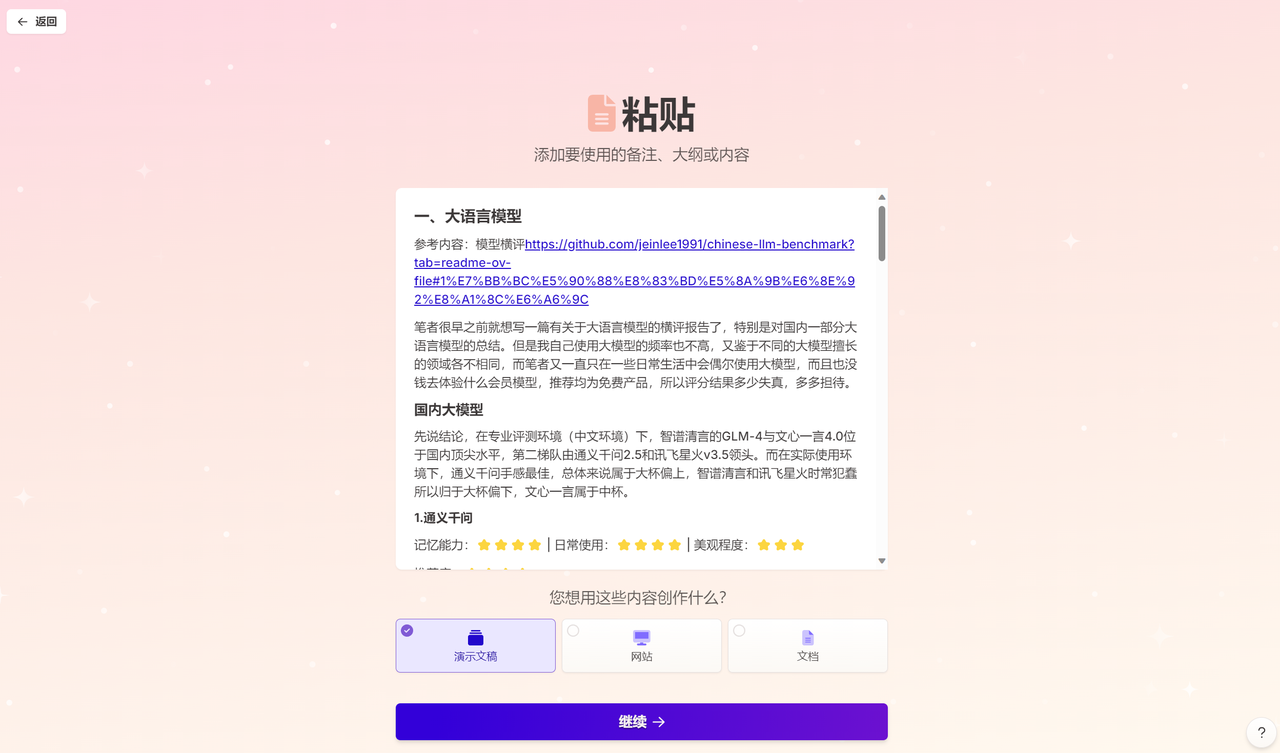 返回
粘贴
添加要使用的备注、大纲或内容
一、大语言模型
参考内容：模型横评https://github.com/jeinlee1991/chinese-llm-benchmark?
tab=readme-ov-
file#1%E7%BB%BC%E5%90%88%E8%83%BD%E5%8A%9B%E6%8E%9
2%E8%A1%8C%E6%A6%9C
笔者很早之前就想写一篇有关于大语言模型的横评报告了，特别是对国内一部分大
语言模型的总结。但是我自己使用大模型的频率也不高，又鉴于不同的大模型擅长
的领域各不相同，而笔者又一直只在一些日常生活中会偶尔使用大模型，而且也没
钱去体验什么会员模型，推荐均为免费产品，所以评分结果多少失真，多多担待。
国内大模型
先说结论，在专业评测环境（中文环境）下，智谱清言的GLM-4与文心一言4.0位
于国内顶尖水平，第二梯队由通义千问2.5和讯飞星火v3.5领头。而在实际使用环
境下，通义千问手感最佳，总体来说属于大杯偏上，智谱清言和讯飞星火时常犯蠢
所以归于大杯偏下，文心一言属于中杯。
1.通义千问
记忆能力：⭐⭐⭐⭐ | 日常使用：⭐⭐⭐⭐ | 美观程度：⭐⭐⭐
您想用这些内容创作什么？
演示文稿
网站
文档
继续
?